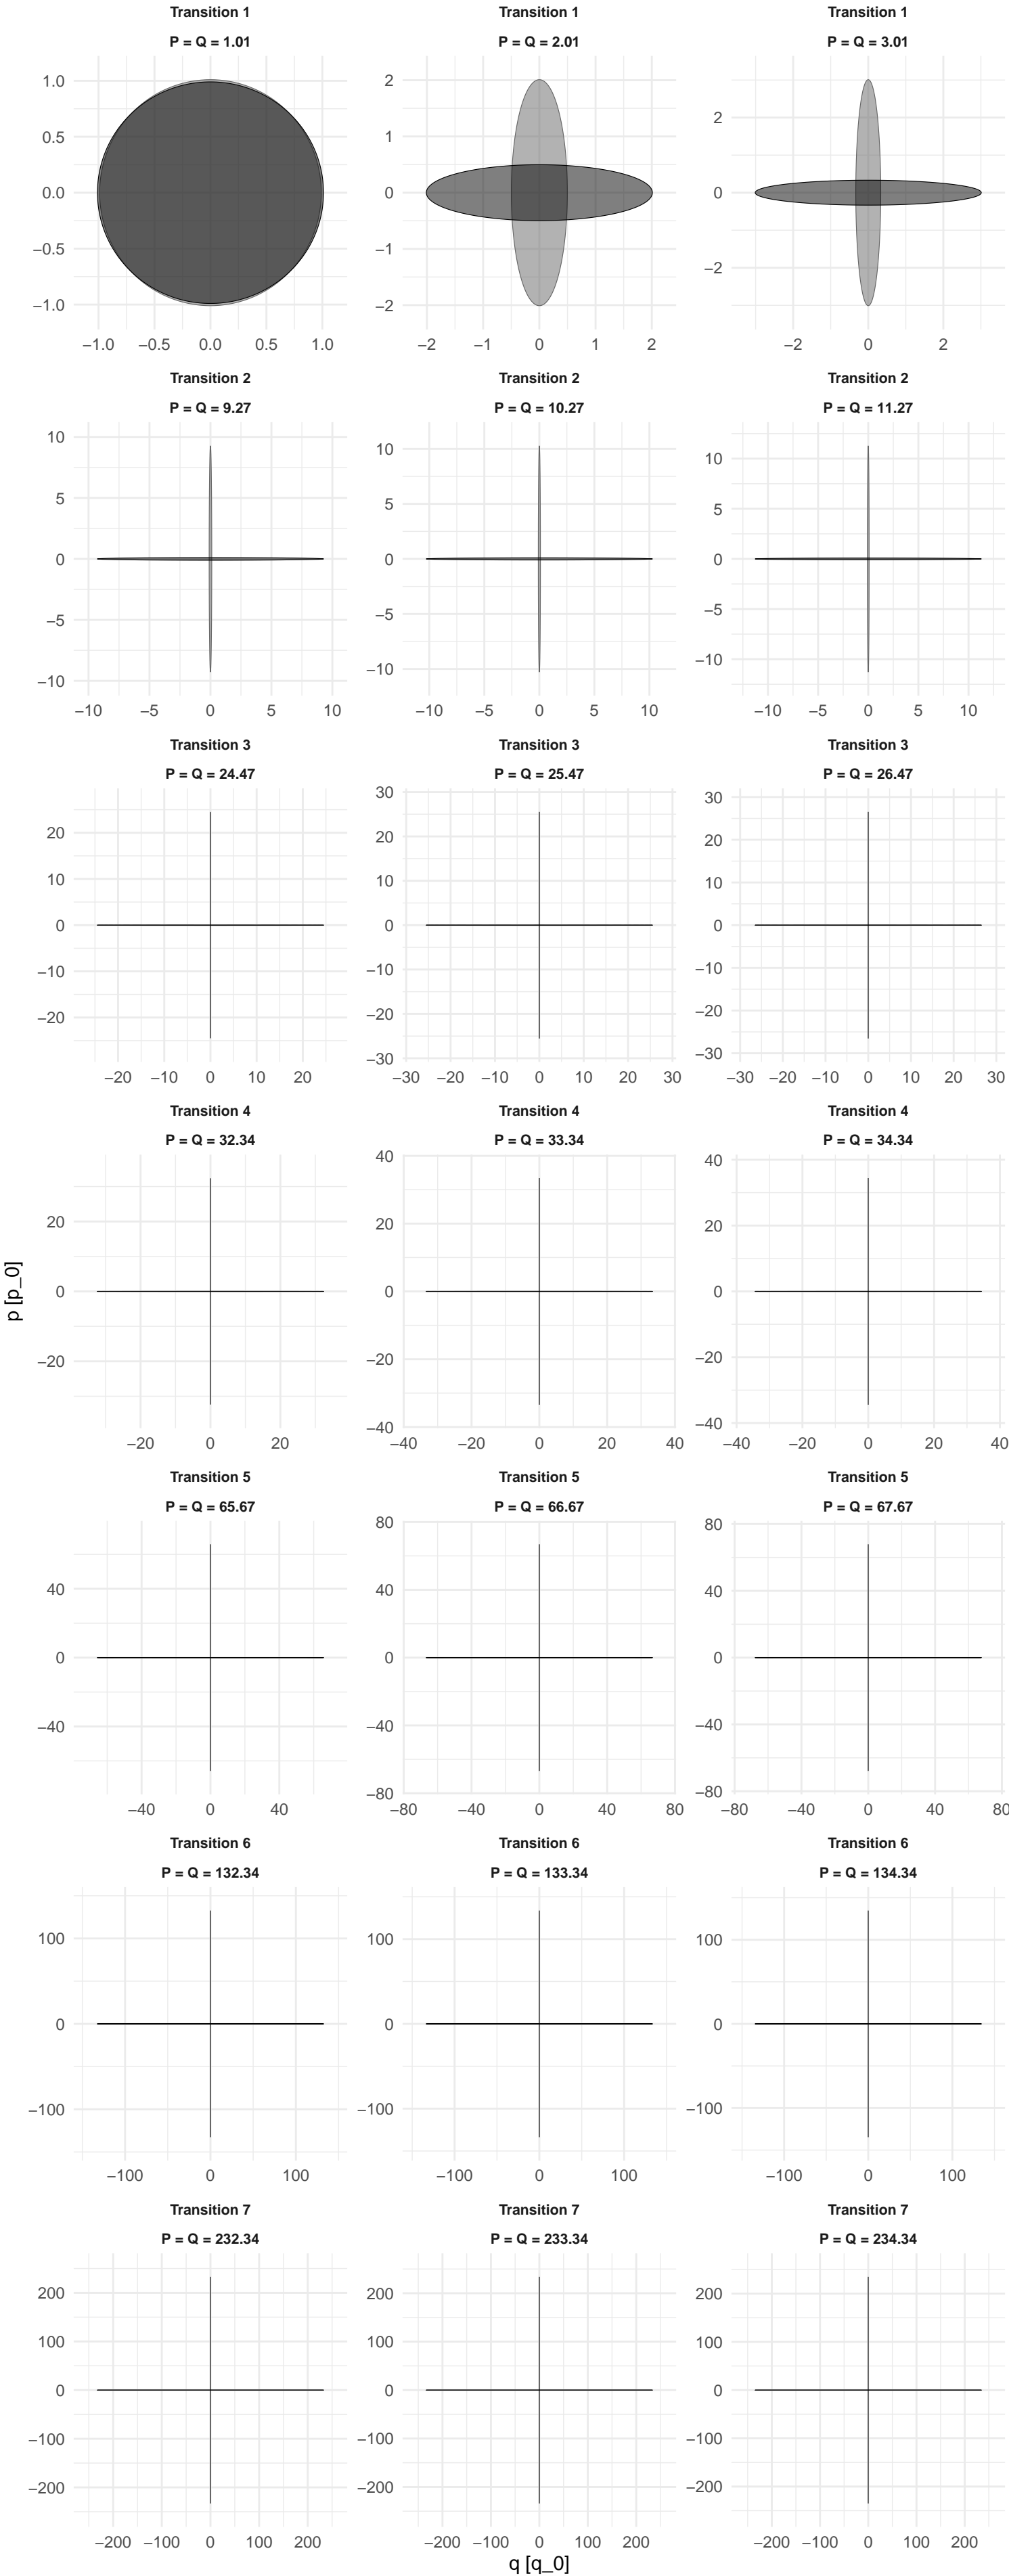 Transition 1
P = Q = 1.01
1.0
0.5
0.0
−0.5
−1.0
−1.0 −0.5 0.0 0.5 1.0
Transition 1
P = Q = 2.01
2
1
0
−1
−2
−2 −1 0 1 2
Transition 1
P = Q = 3.01
2
0
−2
−2 0 2
Transition 2
P = Q = 9.27
10
5
0
−5
−10
−10 −5 0 5 10
Transition 2
P = Q = 10.27
10
5
0
−5
−10
−10 −5 0 5 10
Transition 2
P = Q = 11.27
10
5
0
−5
−10
−10 −5 0 5 10
Transition 3
P = Q = 24.47
20
10
0
−10
−20
−20 −10 0 10 20
Transition 3
P = Q = 25.47
30
20
10
0
−10
−20
−30
−30 −20 −10 0 10 20 30
Transition 3
P = Q = 26.47
30
20
10
0
−10
−20
−30
−30 −20 −10 0 10 20 30
Transition 4
P = Q = 32.34
20
0
−20
−20 0 20
Transition 4
P = Q = 33.34
40
20
0
−20
−40
−40 −20 0 20 40
Transition 4
P = Q = 34.34
40
20
0
−20
−40
−40 −20 0 20 40
p [p_0]
Transition 5
P = Q = 65.67
40
0
−40
−40 0 40
Transition 5
P = Q = 66.67
80
40
0
−40
−80
−80 −40 0 40 80
Transition 5
P = Q = 67.67
80
40
0
−40
−80
−80 −40 0 40 80
Transition 6
P = Q = 132.34
100
0
−100
−100 0 100
Transition 6
P = Q = 133.34
100
0
−100
−100 0 100
Transition 6
P = Q = 134.34
100
0
−100
−100 0 100
Transition 7
P = Q = 232.34
200
100
0
−100
−200
−200 −100 0 100 200
Transition 7
P = Q = 233.34
200
100
0
−100
−200
−200 −100 0 100 200
Transition 7
P = Q = 234.34
200
100
0
−100
−200
−200 −100 0 100 200
q [q_0]